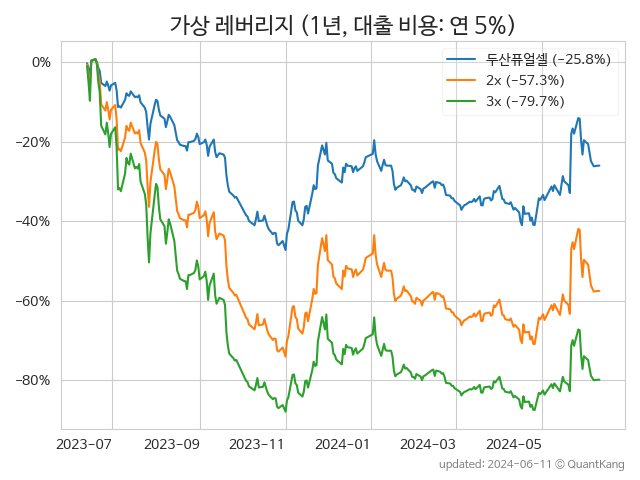 가상 레버리지 (1년, 대출 비용: 연 5%)
두산퓨얼셀 (−25.8%)
2x (−57.3%)
3x (−79.7%)
0%
−20%
−40%
−60%
−80%
2023-07 2023-09 2023-11 2024-01 2024-03 2024-05
updated: 2024-06-11 © QuantKang